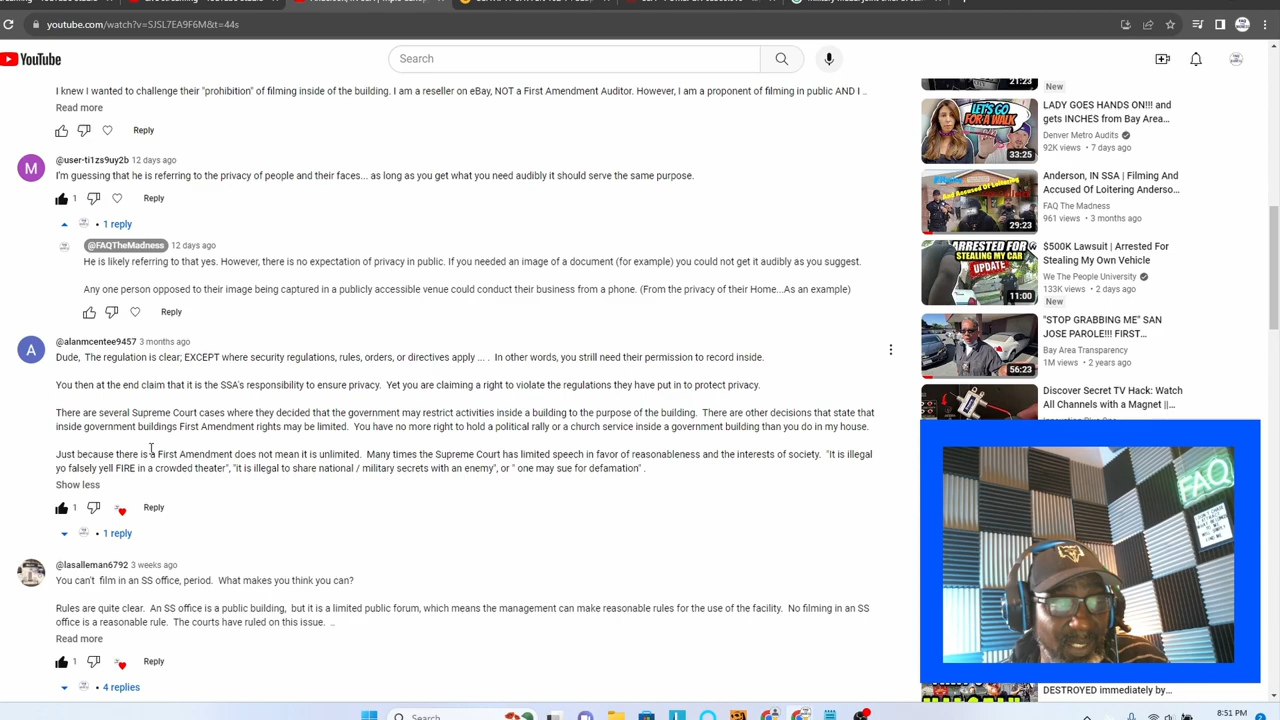 youtube.com/watch?v=SJSL7EA9F6M&t=44s
YouTube
Search
I knew I wanted to challenge their "prohibition" of filming inside of the building. I am a reseller on eBay, NOT a First Amendment Auditor. However, I am a proponent of filming in public AND I ..
Read more
Reply
M
@user-ti1zs9uy2b 12 days ago
I'm guessing that he is referring to the privacy of people and their faces... as long as you get what you need audibly it should serve the same purpose.
1
Reply
• 1 reply
@FAQTheMadness 12 days ago
He is likely referring to that yes. However, there is no expectation of privacy in public. If you needed an image of a document (for example) you could not get it audibly as you suggest.
Any one person opposed to their image being captured in a publicly accessible venue could conduct their business from a phone. (From the privacy of their Home...As an example)
Reply
A
@alanmcentee9457 3 months ago
Dude, The regulation is clear; EXCEPT where security regulations, rules, orders, or directives apply ... . In other words, you still need their permission to record inside.
You then at the end claim that it is the SSA's responsibility to ensure privacy. Yet you are claiming a right to violate the regulations they have put in to protect privacy.
There are several Supreme Court cases where they decided that the government may restrict activities inside a building to the purpose of the building. There are other decisions that state that
inside government buildings First Amendment rights may be limited. You have no more right to hold a political rally or a church service inside a government building than you do in my house.
Just because there is a First Amendment does not mean it is unlimited. Many times the Supreme Court has limited speech in favor of reasonableness and the interests of society. "It is illegal
yo falsely yell FIRE in a crowded theater", "it is illegal to share national / military secrets with an enemy", or " one may sue for defamation" .
Show less
1
Reply
• 1 reply
@lasalleman6792 3 weeks ago
You can't film in an SS office, period. What makes you think you can?
Rules are quite clear. An SS office is a public building, but it is a limited public forum, which means the management can make reasonable rules for the use of the facility. No filming in an SS
office is a reasonable rule. The courts have ruled on this issue. ..
Read more
1
Reply
• 4 replies
21:23
New
LET'S GO
FOR A WALK
33:25
LADY GOES HANDS ON!!! and
gets INCHES from Bay Area...
Denver Metro Audits
92K views • 7 days ago
And Accused Of Loitering
29:23
Anderson, IN SSA | Filming And
Accused Of Loitering Anderso...
FAQ The Madness
961 views • 3 months ago
ARRESTED FOR
STEALING MY CAR
UPDATE
11:00
$500K Lawsuit | Arrested For
Stealing My Own Vehicle
We The People University
133K views • 2 days ago
New
56:23
"STOP GRABBING ME" SAN
JOSE PAROLE!!! FIRST...
Bay Area Transparency
1M views • 2 years ago
Discover Secret TV Hack: Watch
All Channels with a Magnet ||...
FAQ
DESTROYED immediately by...
Search
8:51 PM